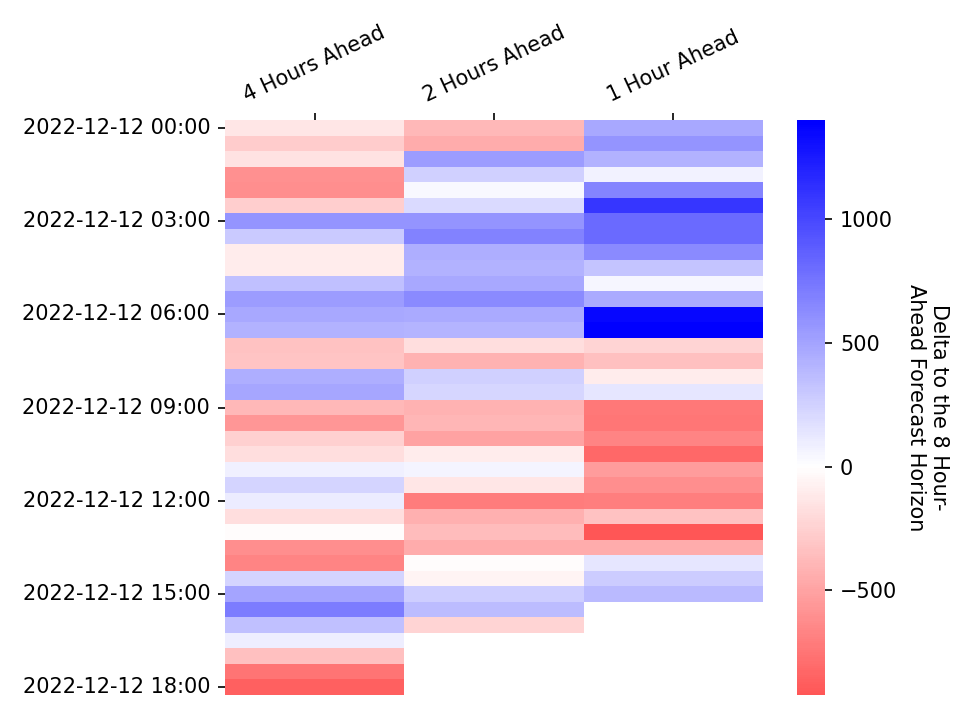 4 Hours Ahead
2 Hours Ahead
1 Hour Ahead
2022-12-12 00:00
2022-12-12 03:00
2022-12-12 06:00
2022-12-12 09:00
2022-12-12 12:00
2022-12-12 15:00
2022-12-12 18:00
1000
500
0
−500
Delta to the 8 Hour-
Ahead Forecast Horizon